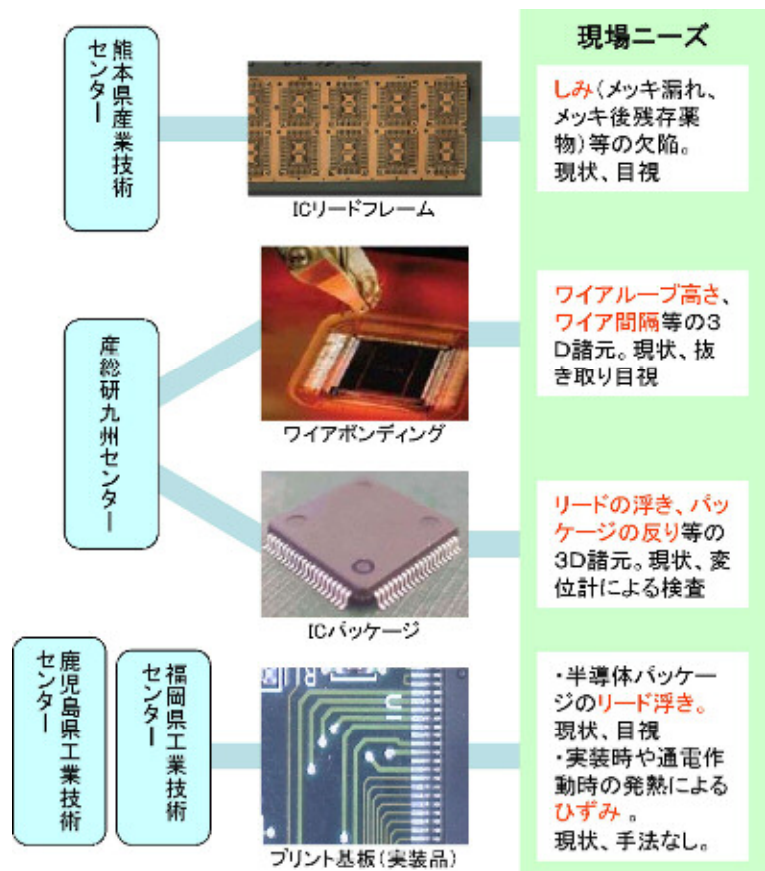 現場ニーズ
熊本県産業技術
センター
ICリードフレーム
しみ(メッキ漏れ、
メッキ後残存薬
物)等の欠陥。
現状、目視
産総研九州センター
ワイアボンディング
ワイアループ高さ、
ワイア間隔等の3
D諸元。現状、抜
き取り目視
ICパッケージ
リードの浮き、パッ
ケージの反り等の
3D諸元。現状、変
位計による検査
鹿児島県工業技術
センター
福岡県工業技術
センター
プリント基板(実装品)
・半導体パッケー
ジのリード浮き。
現状、目視
・実装時や通電作
動時の発熱による
ひずみ 。
現状、手法なし。